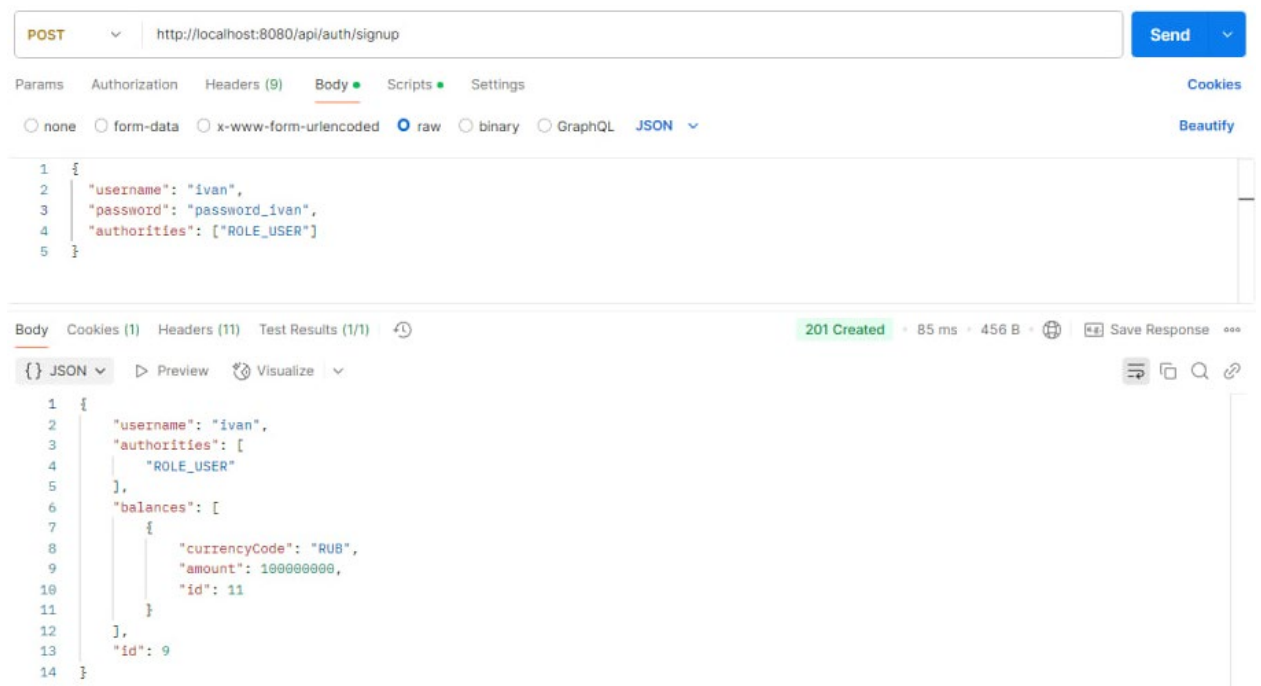 POST http://localhost:8080/api/auth/signup Send
Params Authorization Headers (9) Body Scripts Settings Cookies
none form-data x-www-form-urlencoded raw binary GraphQL JSON Beautify
1 {
2 "username": "ivan",
3 "password": "password_ivan",
4 "authorities": ["ROLE_USER"]
5 }
Body Cookies (1) Headers (11) Test Results (1/1) 201 Created 85 ms 456 B e.g. Save Response
{} JSON Preview Visualize
1 {
2 "username": "ivan",
3 "authorities": [
4 "ROLE_USER"
5 ],
6 "balances": [
7 {
8 "currencyCode": "RUB",
9 "amount": 100000000,
10 "id": 11
11 }
12 ],
13 "id": 9
14 }